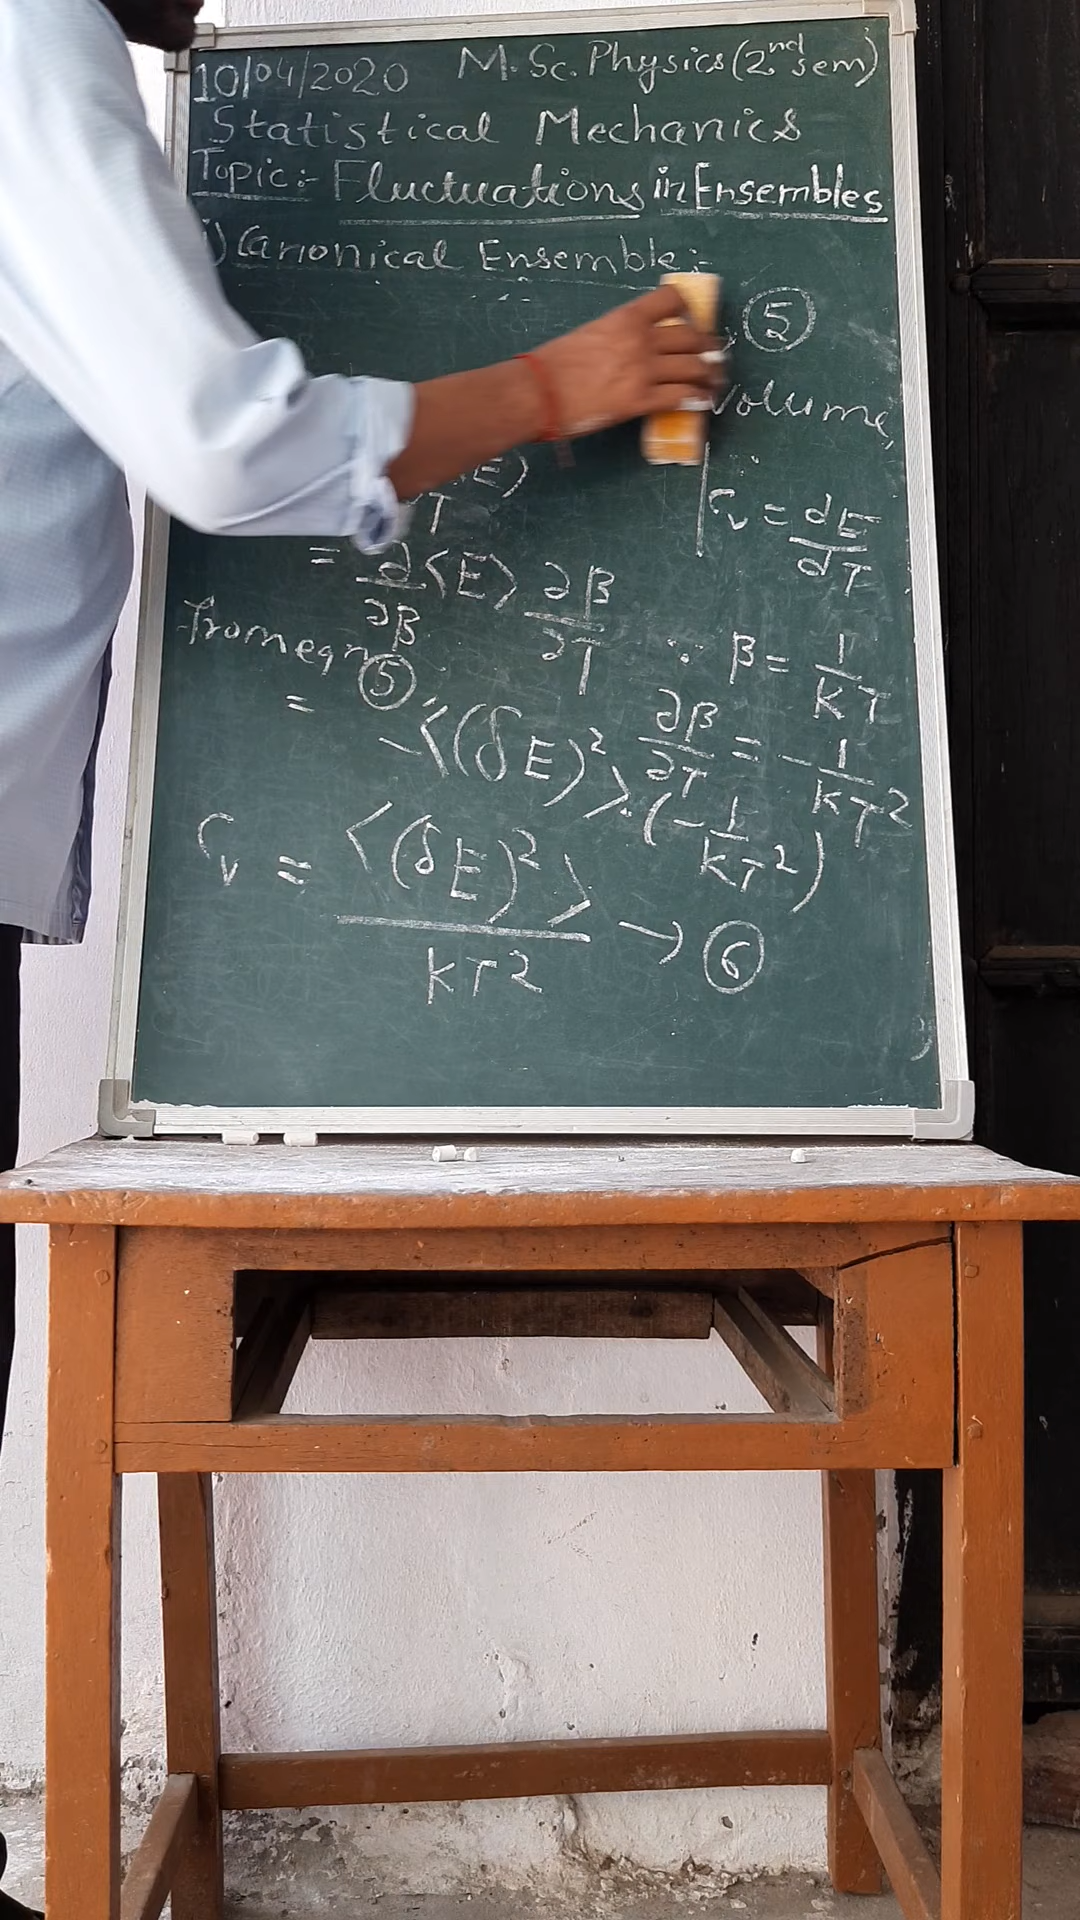 10/04/2020 M.Sc. Physics (2nd sem)
Statistical Mechanics
Topic:- Fluctuations in Ensembles
1) Canonical Ensemble:-
⑤
volume,
E⟩
T
Cv = dE/dT
= ∂/∂β ⟨E⟩ ∂β/∂T
∵ β = 1/KT
From eqn ⑤
= -⟨(δE)²⟩.(-1/KT²)
∂β/∂T = -1/KT²
Cv = ⟨(δE)²⟩/KT² → ⑥